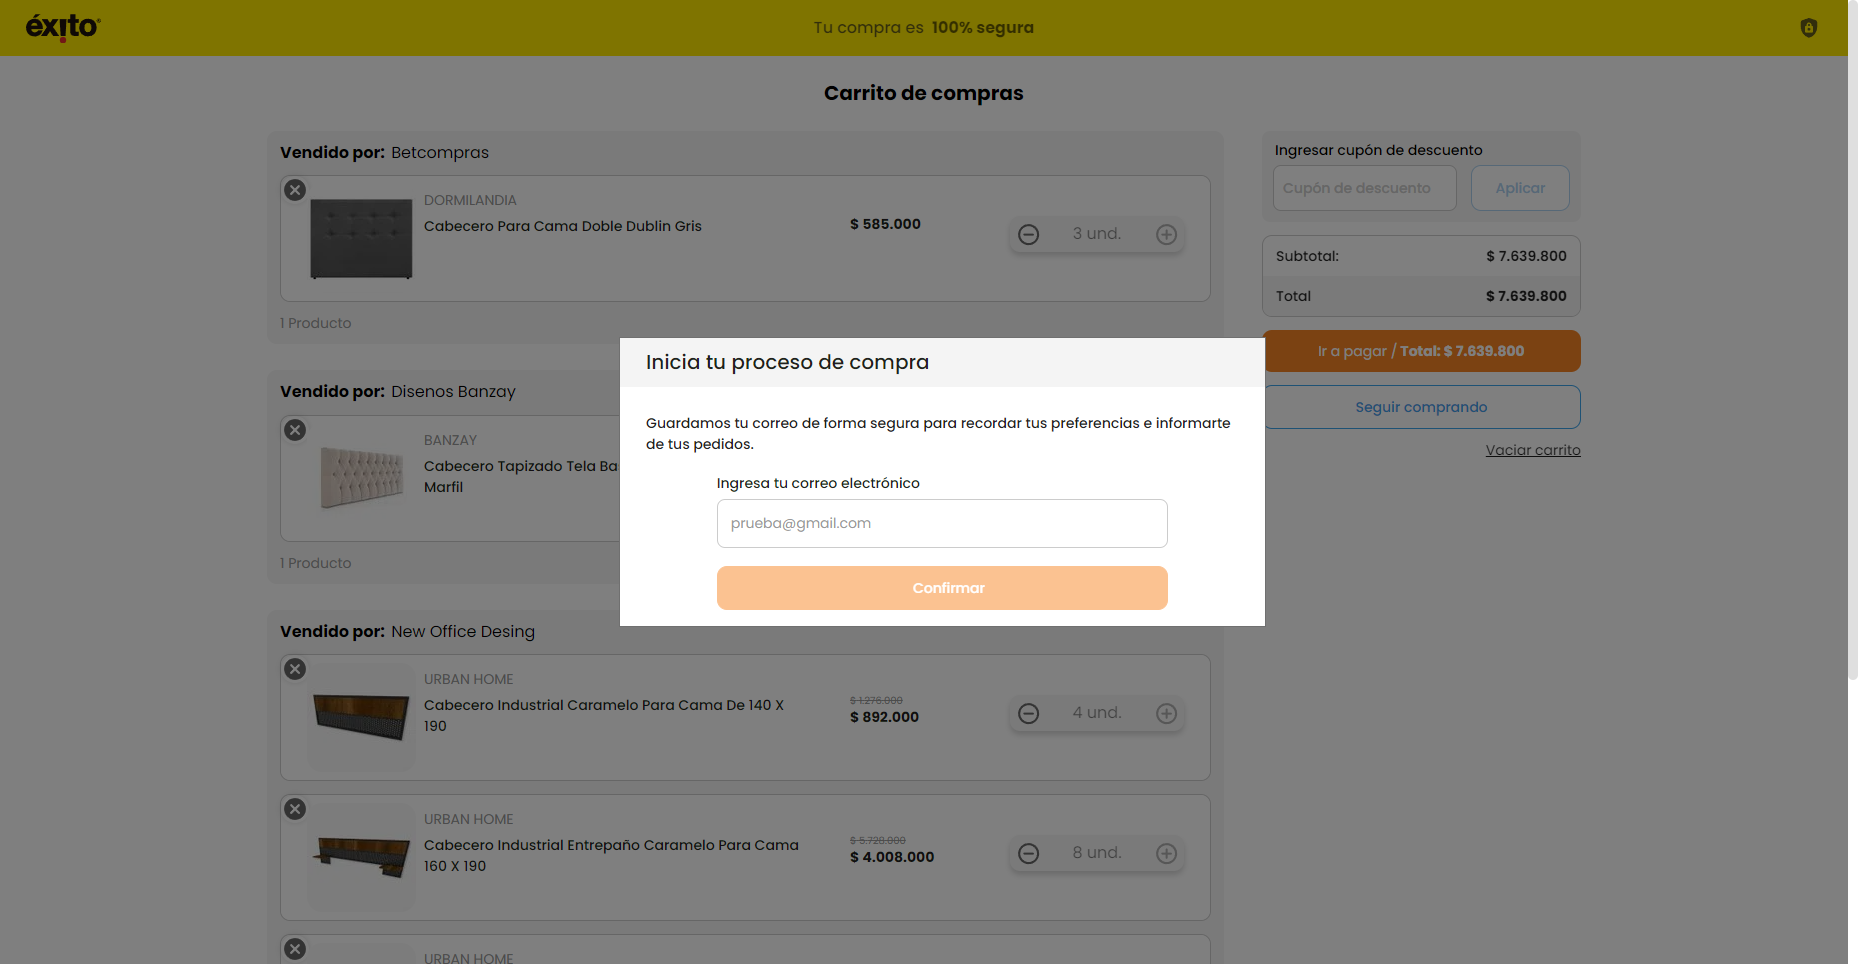 éxito
Tu compra es 100% segura
Carrito de compras
Vendido por: Betcompras
DORMILANDIA
Cabecero Para Cama Doble Dublin Gris
$ 585.000
3 und.
1 Producto
Vendido por: Disenos Banzay
BANZAY
Cabecero Tapizado Tela Ba
Marfil
1 Producto
Vendido por: New Office Desing
URBAN HOME
Cabecero Industrial Caramelo Para Cama De 140 X
190
$ 1.276.000
$ 892.000
4 und.
URBAN HOME
Cabecero Industrial Entrepaño Caramelo Para Cama
160 X 190
$ 5.728.000
$ 4.008.000
8 und.
URBAN HOME
Ingresar cupón de descuento
Cupón de descuento
Aplicar
Subtotal: $ 7.639.800
Total $ 7.639.800
Ir a pagar / Total: $ 7.639.800
Seguir comprando
Vaciar carrito
Inicia tu proceso de compra
Guardamos tu correo de forma segura para recordar tus preferencias e informarte
de tus pedidos.
Ingresa tu correo electrónico
prueba@gmail.com
Confirmar